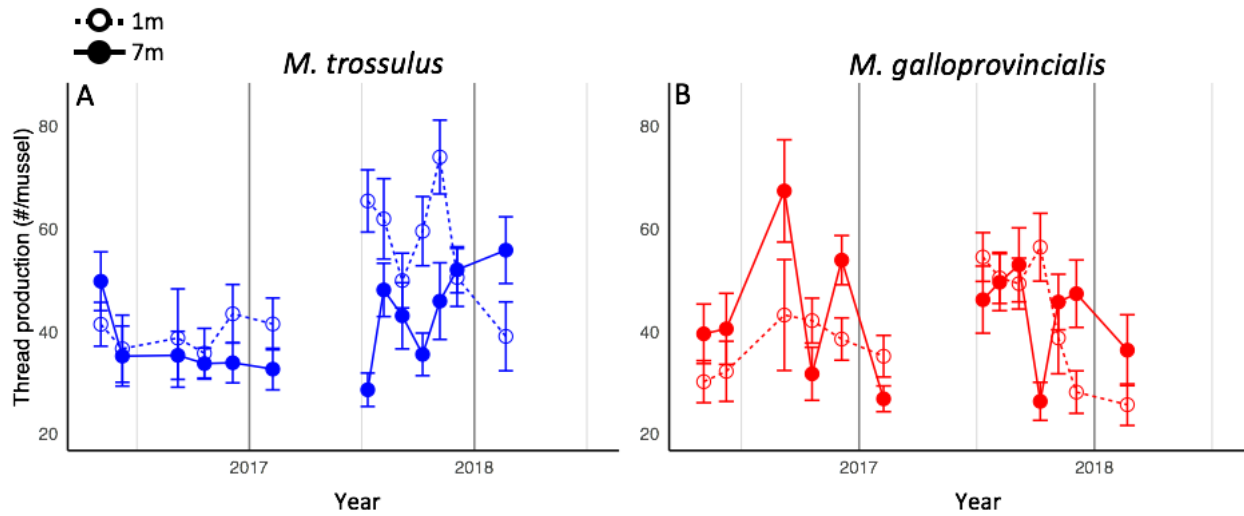 1m
7m
M. trossulus
M. galloprovincialis
A
B
Thread production (#/mussel)
80
60
40
20
80
60
40
20
2017
2018
2017
2018
Year
Year